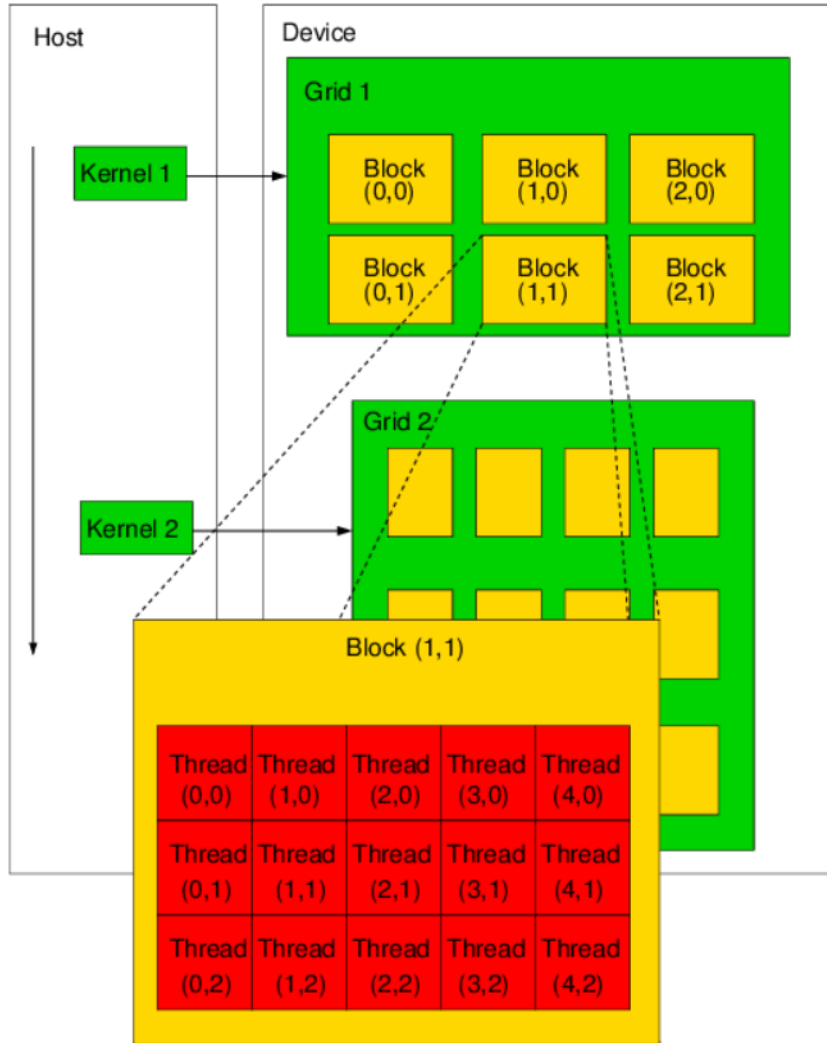 Host
Device
Grid 1
Kernel 1
Block
(0,0)
Block
(1,0)
Block
(2,0)
Block
(0,1)
Block
(1,1)
Block
(2,1)
Grid 2
Kernel 2
Block (1,1)
Thread
(0,0)
Thread
(1,0)
Thread
(2,0)
Thread
(3,0)
Thread
(4,0)
Thread
(0,1)
Thread
(1,1)
Thread
(2,1)
Thread
(3,1)
Thread
(4,1)
Thread
(0,2)
Thread
(1,2)
Thread
(2,2)
Thread
(3,2)
Thread
(4,2)